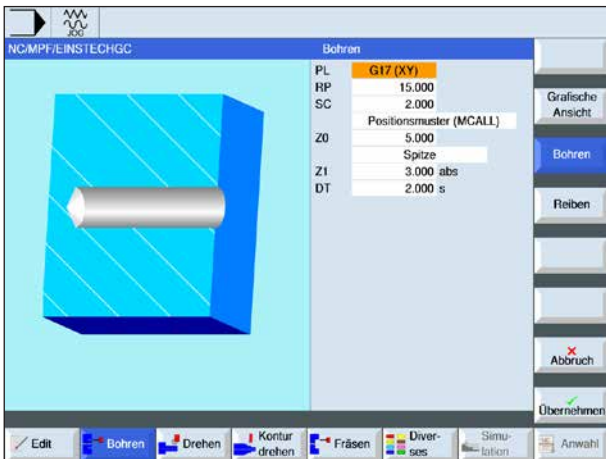 JOG
NC/MPF/EINSTECHGC
Bohren
PL G17 (XY)
RP 15.000
SC 2.000
Positionsmuster (MCALL)
Z0 5.000
Spitze
Z1 3.000 abs
DT 2.000 s
Grafische
Ansicht
Bohren
Reiben
Abbruch
Übernehmen
Edit
Bohren
Drehen
Kontur
drehen
Fräsen
Diver-
ses
Simu-
lation
Anwahl